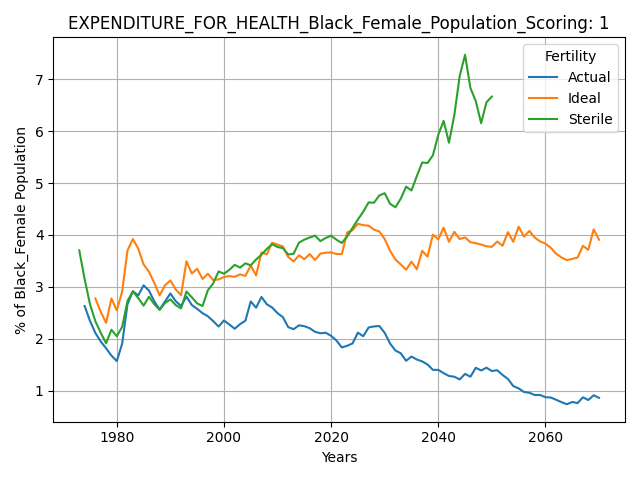 EXPENDITURE_FOR_HEALTH_Black_Female_Population_Scoring: 1
% of Black_Female Population
7
6
5
4
3
2
1
Fertility
Actual
Ideal
Sterile
1980
2000
2020
2040
2060
Years